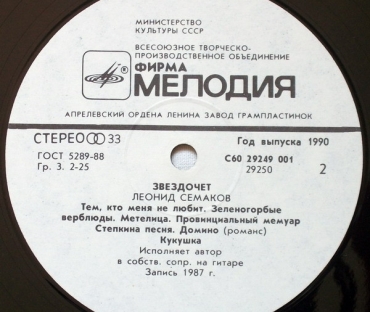 МИНИСТЕРСТВО
КУЛЬТУРЫ СССР
ВСЕСОЮЗНОЕ ТВОРЧЕСКО-
ПРОИЗВОДСТВЕННОЕ ОБЪЕДИНЕНИЕ
ФИРМА
МЕЛОДИЯ
АПРЕЛЕВСКИЙ ОРДЕНА ЛЕНИНА ЗАВОД ГРАМПЛАСТИНОК
СТЕРЕО 33
Год выпуска 1990
ГОСТ 5289-88
С60 29249 001
Гр. 3. 2-25
29250
2
ЗВЕЗДОЧЕТ
ЛЕОНИД СЕМАКОВ
Тем, кто меня не любит. Зеленогорбые
верблюды. Метелица. Провинциальный мемуар
Степкина песня. Домино (романс)
Кукушка
Исполняет автор
в собств. сопр. на гитаре
Запись 1987 г.